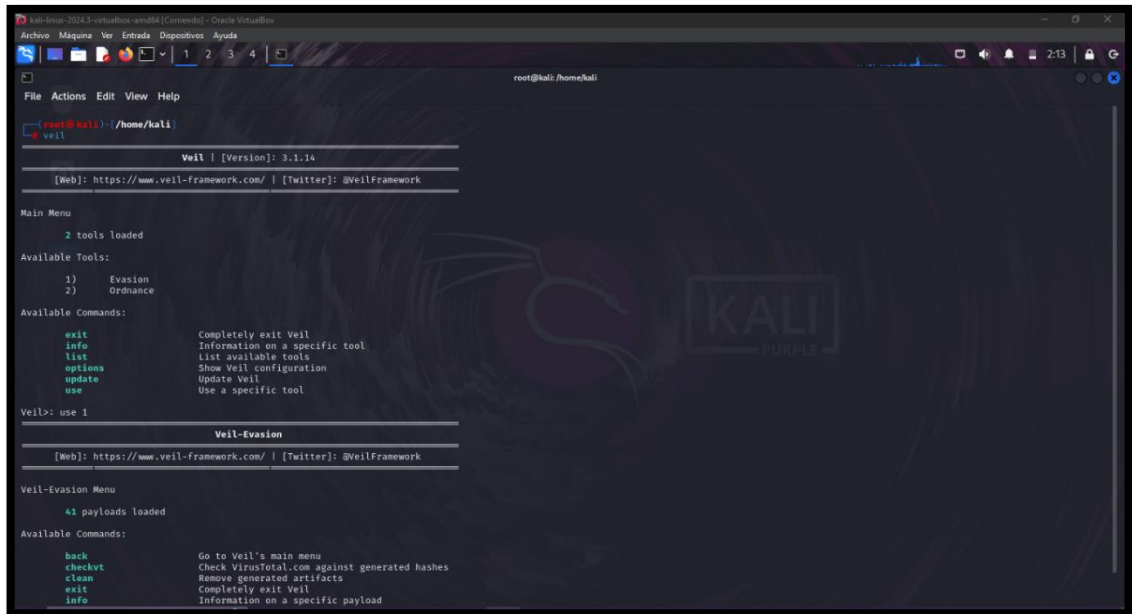 kali-linux-2024.3-virtualbox-amd64 [Corriendo] - Oracle VirtualBox
Archivo Máquina Ver Entrada Dispositivos Ayuda
1 2 3 4 2:13
root@kali: /home/kali
File Actions Edit View Help
(root㉿kali)-[/home/kali]
# veil
Veil | [Version]: 3.1.14
[Web]: https://www.veil-framework.com/ | [Twitter]: @VeilFramework
Main Menu
2 tools loaded
Available Tools:
1) Evasion
2) Ordnance
Available Commands:
exit Completely exit Veil
info Information on a specific tool
list List available tools
options Show Veil configuration
update Update Veil
use Use a specific tool
Veil>: use 1
Veil-Evasion
[Web]: https://www.veil-framework.com/ | [Twitter]: @VeilFramework
Veil-Evasion Menu
41 payloads loaded
Available Commands:
back Go to Veil's main menu
checkvt Check VirusTotal.com against generated hashes
clean Remove generated artifacts
exit Completely exit Veil
info Information on a specific payload
KALI
PURPLE